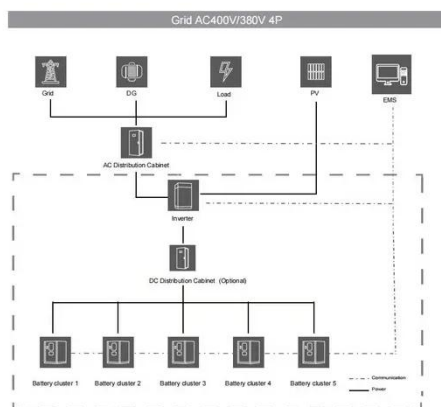 Grid AC400V/380V 4P
Grid
DG
Load
PV
EMS
AC Distribution Cabinet
Inverter
DC Distribution Cabinet (Optional)
Battery cluster 1
Battery cluster 2
Battery cluster 3
Battery cluster 4
Battery cluster 5
Communication
Power